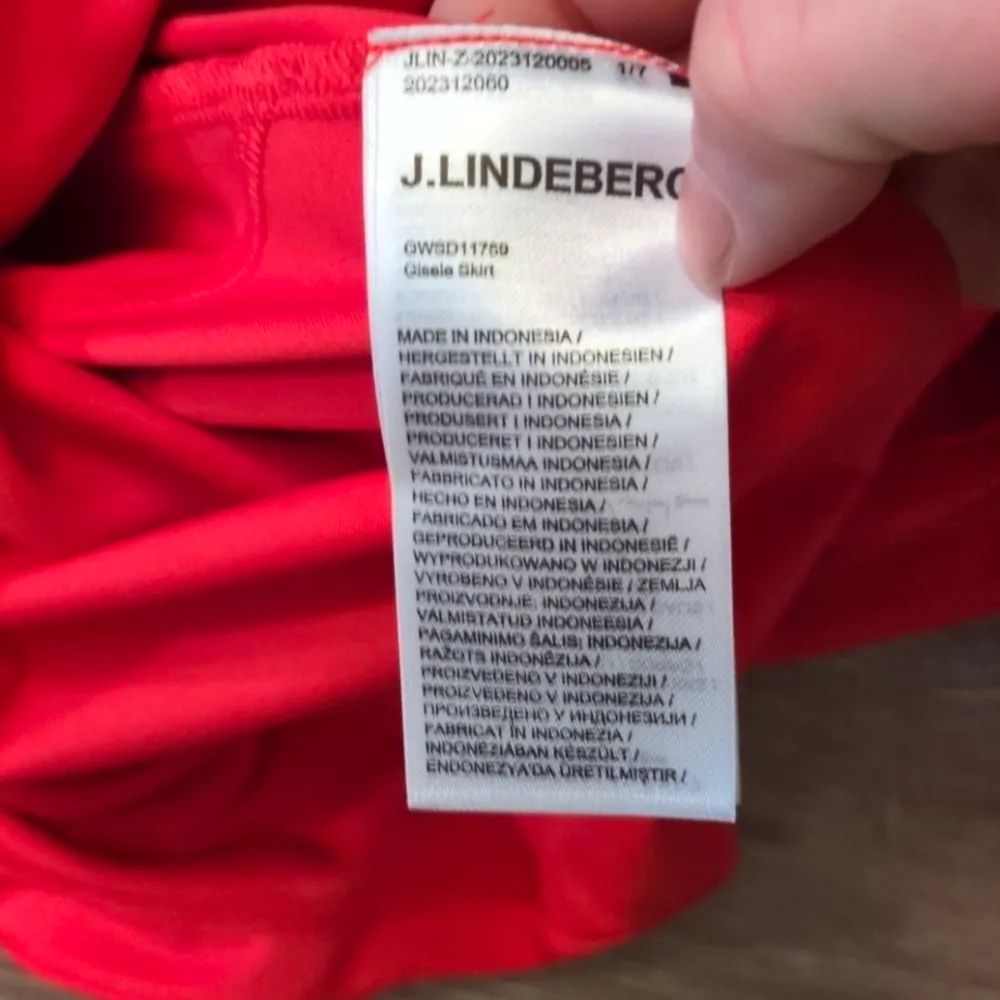 JLIN-Z-2023120005 1/7
202312060
J.LINDEBERG
GWSD11759
Gisele Skirt
MADE IN INDONESIA /
HERGESTELLT IN INDONESIEN /
FABRIQUÉ EN INDONÉSIE /
PRODUCERAD I INDONESIEN /
PRODUSERT I INDONESIA /
PRODUCERET I INDONESIEN /
VALMISTUSMAA INDONESIA /
FABBRICATO IN INDONESIA /
HECHO EN INDONESIA /
FABRICADO EM INDONESIA /
GEPRODUCEERD IN INDONESIË /
WYPRODUKOWANO W INDONEZJI /
VYROBENO V INDONÉSIE / ZEMLJA
PROIZVODNJE: INDONEZIJA /
VALMISTATUD INDONEESIA /
PAGAMINIMO ŠALIS: INDONEZIJA /
RAŽOTS INDONĒZIJA /
PROIZVEDENO V INDONEZIJI /
PROIZVEDENO V INDONEZIJA /
ПРОИЗВЕДЕНО У ИНДОНЕЗИЈИ /
FABRICAT ÎN INDONEZIA /
INDONÉZIÁBAN KÉSZÜLT /
ENDONEZYA'DA ÜRETILMIŞTIR /